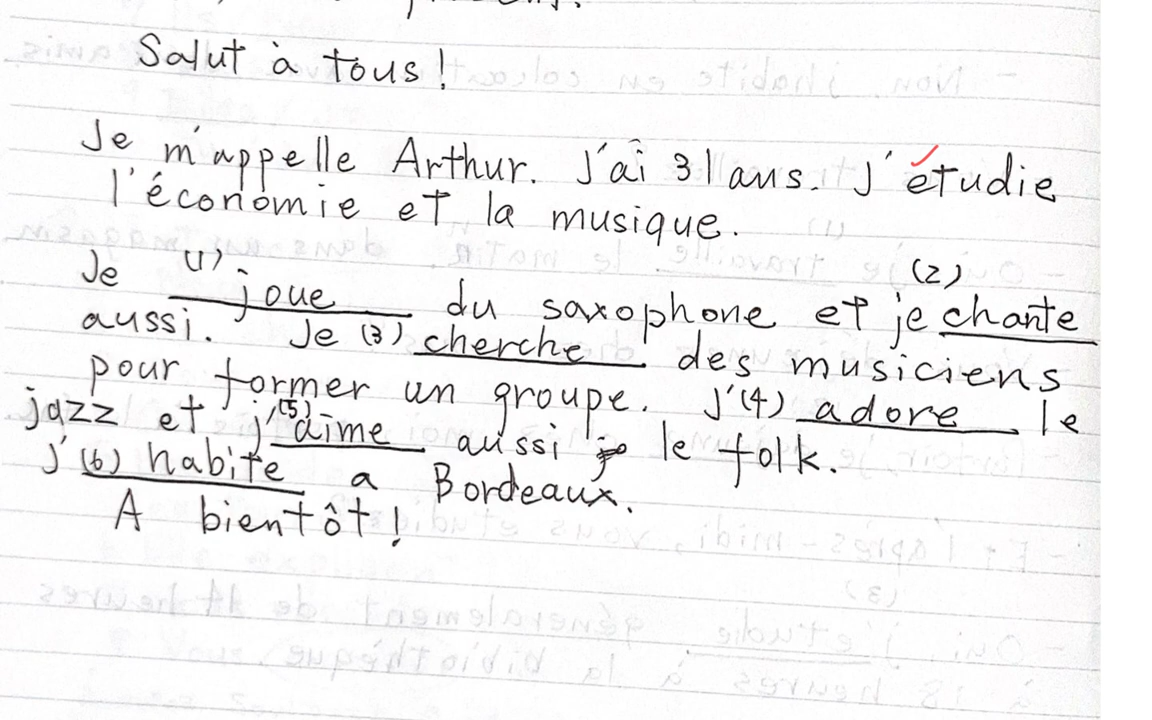 Salut à tous!
Je m'appelle Arthur. J'ai 31 ans. J'étudie
l'économie et la musique.
Je (1) joue du saxophone et je (2) chante
aussi. Je (3) cherche des musiciens
pour former un groupe. J'(4) adore le
jazz et j'(5) aime aussi le folk.
J'(6) habite a Bordeaux.
A bientôt!